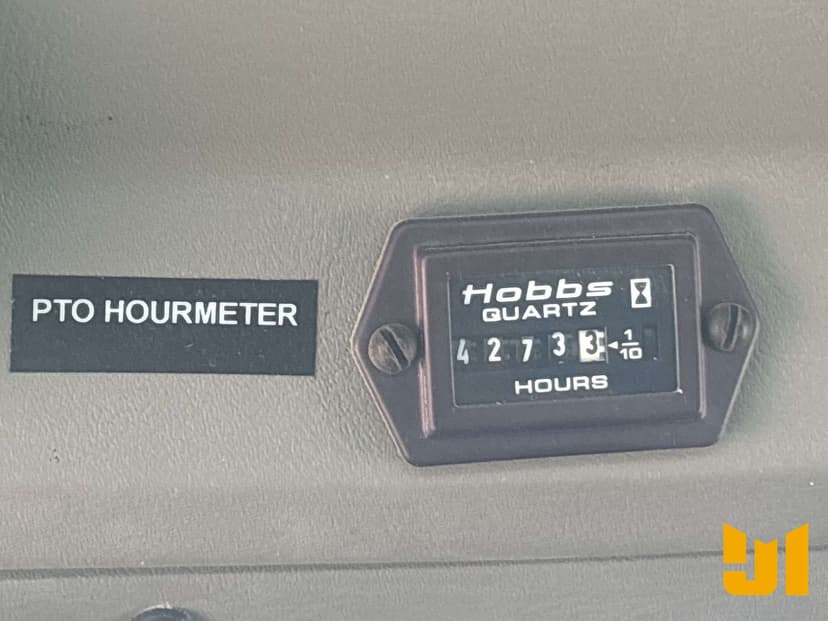 PTO HOURMETER
Hobbs
QUARTZ
4 2 7 3 3 ◄ 1/10
HOURS